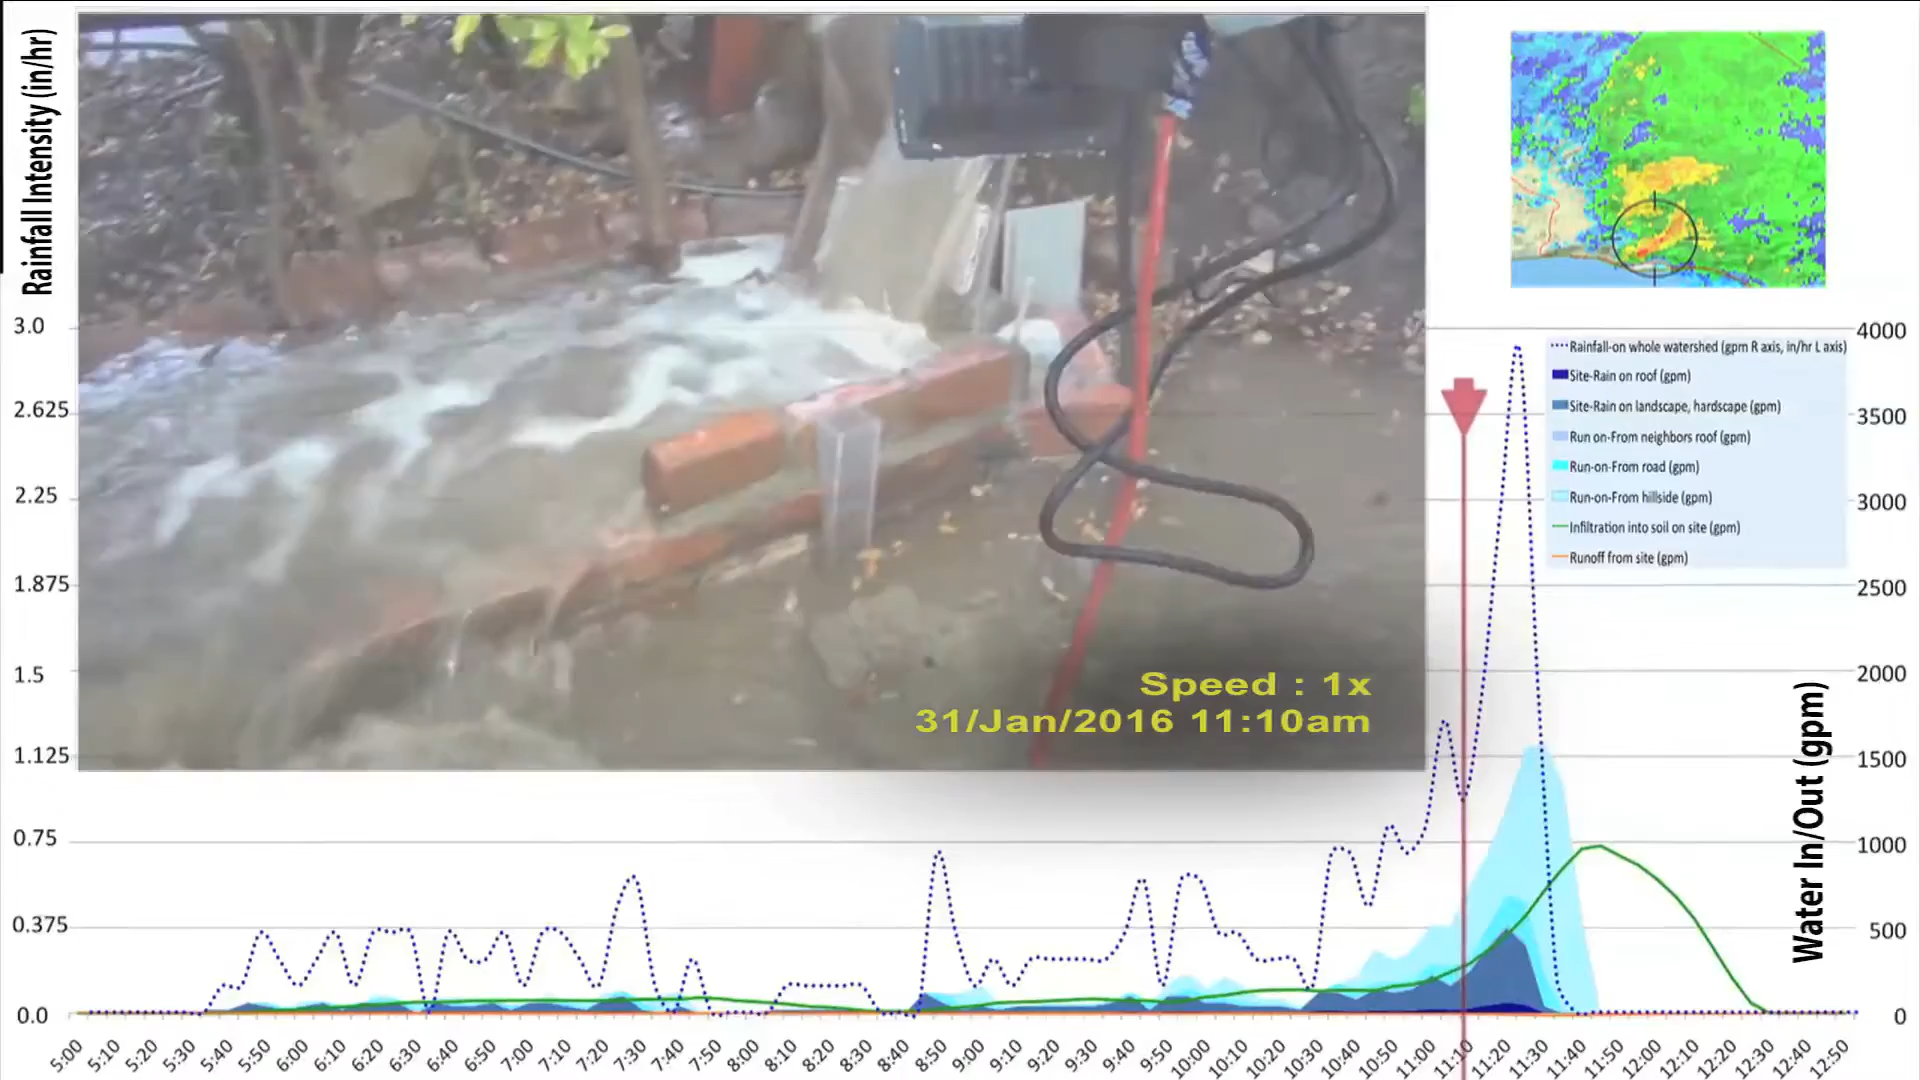 Rainfall Intensity (in/hr)
3.0
2.625
2.25
1.875
1.5
1.125
0.75
0.375
0.0
Speed : 1x
31/Jan/2016 11:10am
Rainfall-on whole watershed (gpm R axis, in/hr L axis)
Site-Rain on roof (gpm)
Site-Rain on landscape, hardscape (gpm)
Run on-From neighbors roof (gpm)
Run-on-From road (gpm)
Run-on-From hillside (gpm)
Infiltration into soil on site (gpm)
Runoff from site (gpm)
4000
3500
3000
2500
2000
1500
1000
500
0
Water In/Out (gpm)
5:00 5:10 5:20 5:30 5:40 5:50 6:00 6:10 6:20 6:30 6:40 6:50 7:00 7:10 7:20 7:30 7:40 7:50 8:00 8:10 8:20 8:30 8:40 8:50 9:00 9:10 9:20 9:30 9:40 9:50 10:00 10:10 10:20 10:30 10:40 10:50 11:00 11:10 11:20 11:30 11:40 11:50 12:00 12:10 12:20 12:30 12:40 12:50